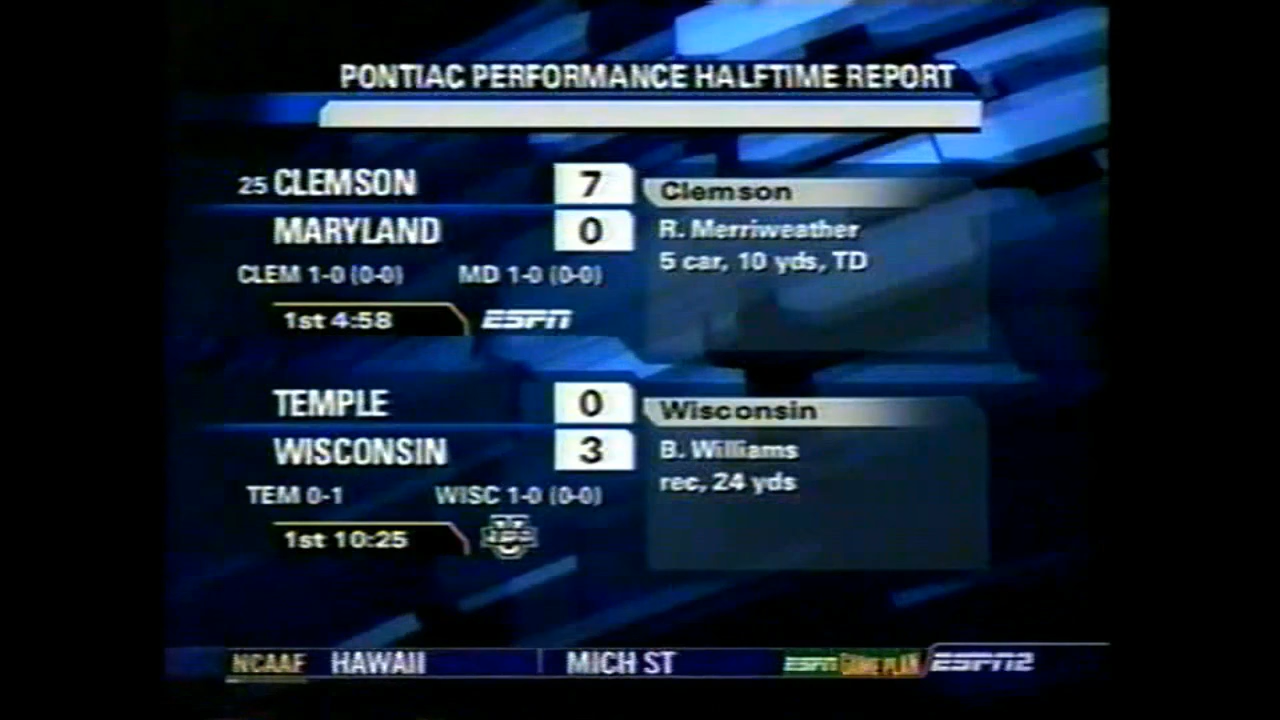 PONTIAC PERFORMANCE HALFTIME REPORT
25 CLEMSON 7
MARYLAND 0
CLEM 1-0 (0-0) MD 1-0 (0-0)
1st 4:58 ESPN
Clemson
R. Merriweather
5 car, 10 yds, TD
TEMPLE 0
WISCONSIN 3
TEM 0-1 WISC 1-0 (0-0)
1st 10:25
Wisconsin
B. Williams
rec, 24 yds
NCAAF HAWAII MICH ST ESPN GAME PLAN ESPN2